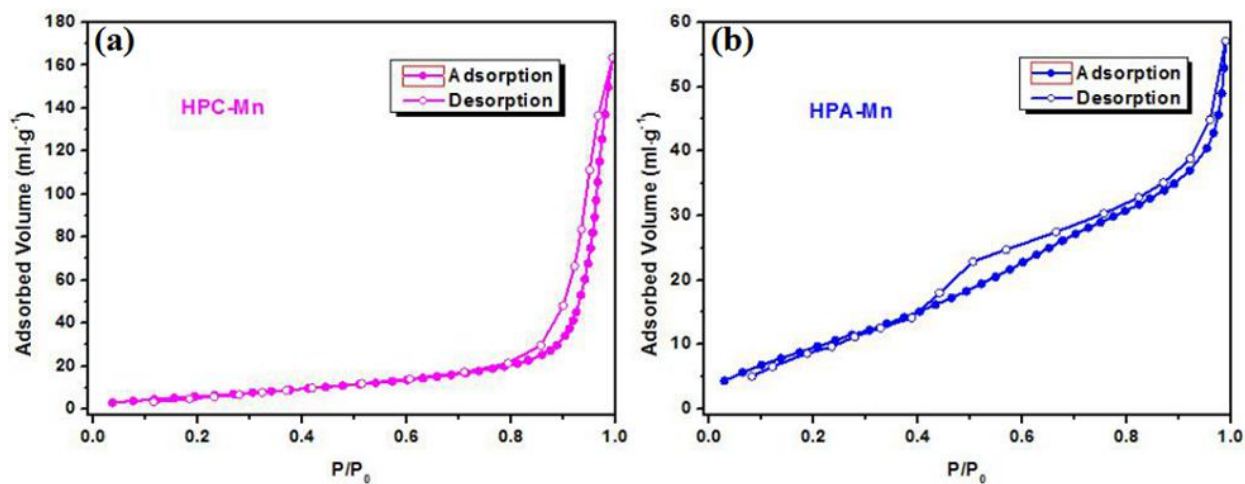 (a)
HPC-Mn
Adsorption
Desorption
Adsorbed Volume (ml·g⁻¹)
180
160
140
120
100
80
60
40
20
0
0.0 0.2 0.4 0.6 0.8 1.0
P/P₀
(b)
HPA-Mn
Adsorption
Desorption
Adsorbed Volume (ml·g⁻¹)
60
50
40
30
20
10
0
0.0 0.2 0.4 0.6 0.8 1.0
P/P₀